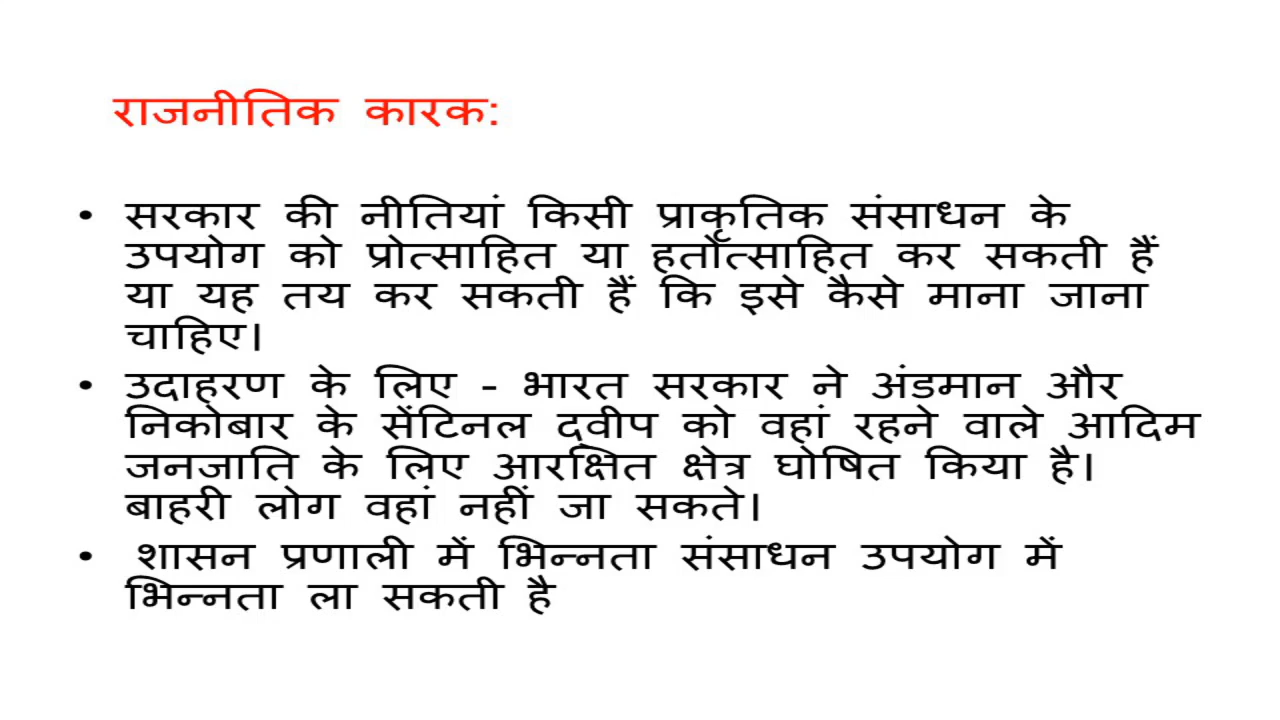 राजनीतिक कारक:
• सरकार की नीतियां किसी प्राकृतिक संसाधन के
उपयोग को प्रोत्साहित या हतोत्साहित कर सकती हैं
या यह तय कर सकती हैं कि इसे कैसे माना जाना
चाहिए।
• उदाहरण के लिए - भारत सरकार ने अंडमान और
निकोबार के सेंटिनल द्वीप को वहां रहने वाले आदिम
जनजाति के लिए आरक्षित क्षेत्र घोषित किया है।
बाहरी लोग वहां नहीं जा सकते।
• शासन प्रणाली में भिन्नता संसाधन उपयोग में
भिन्नता ला सकती है